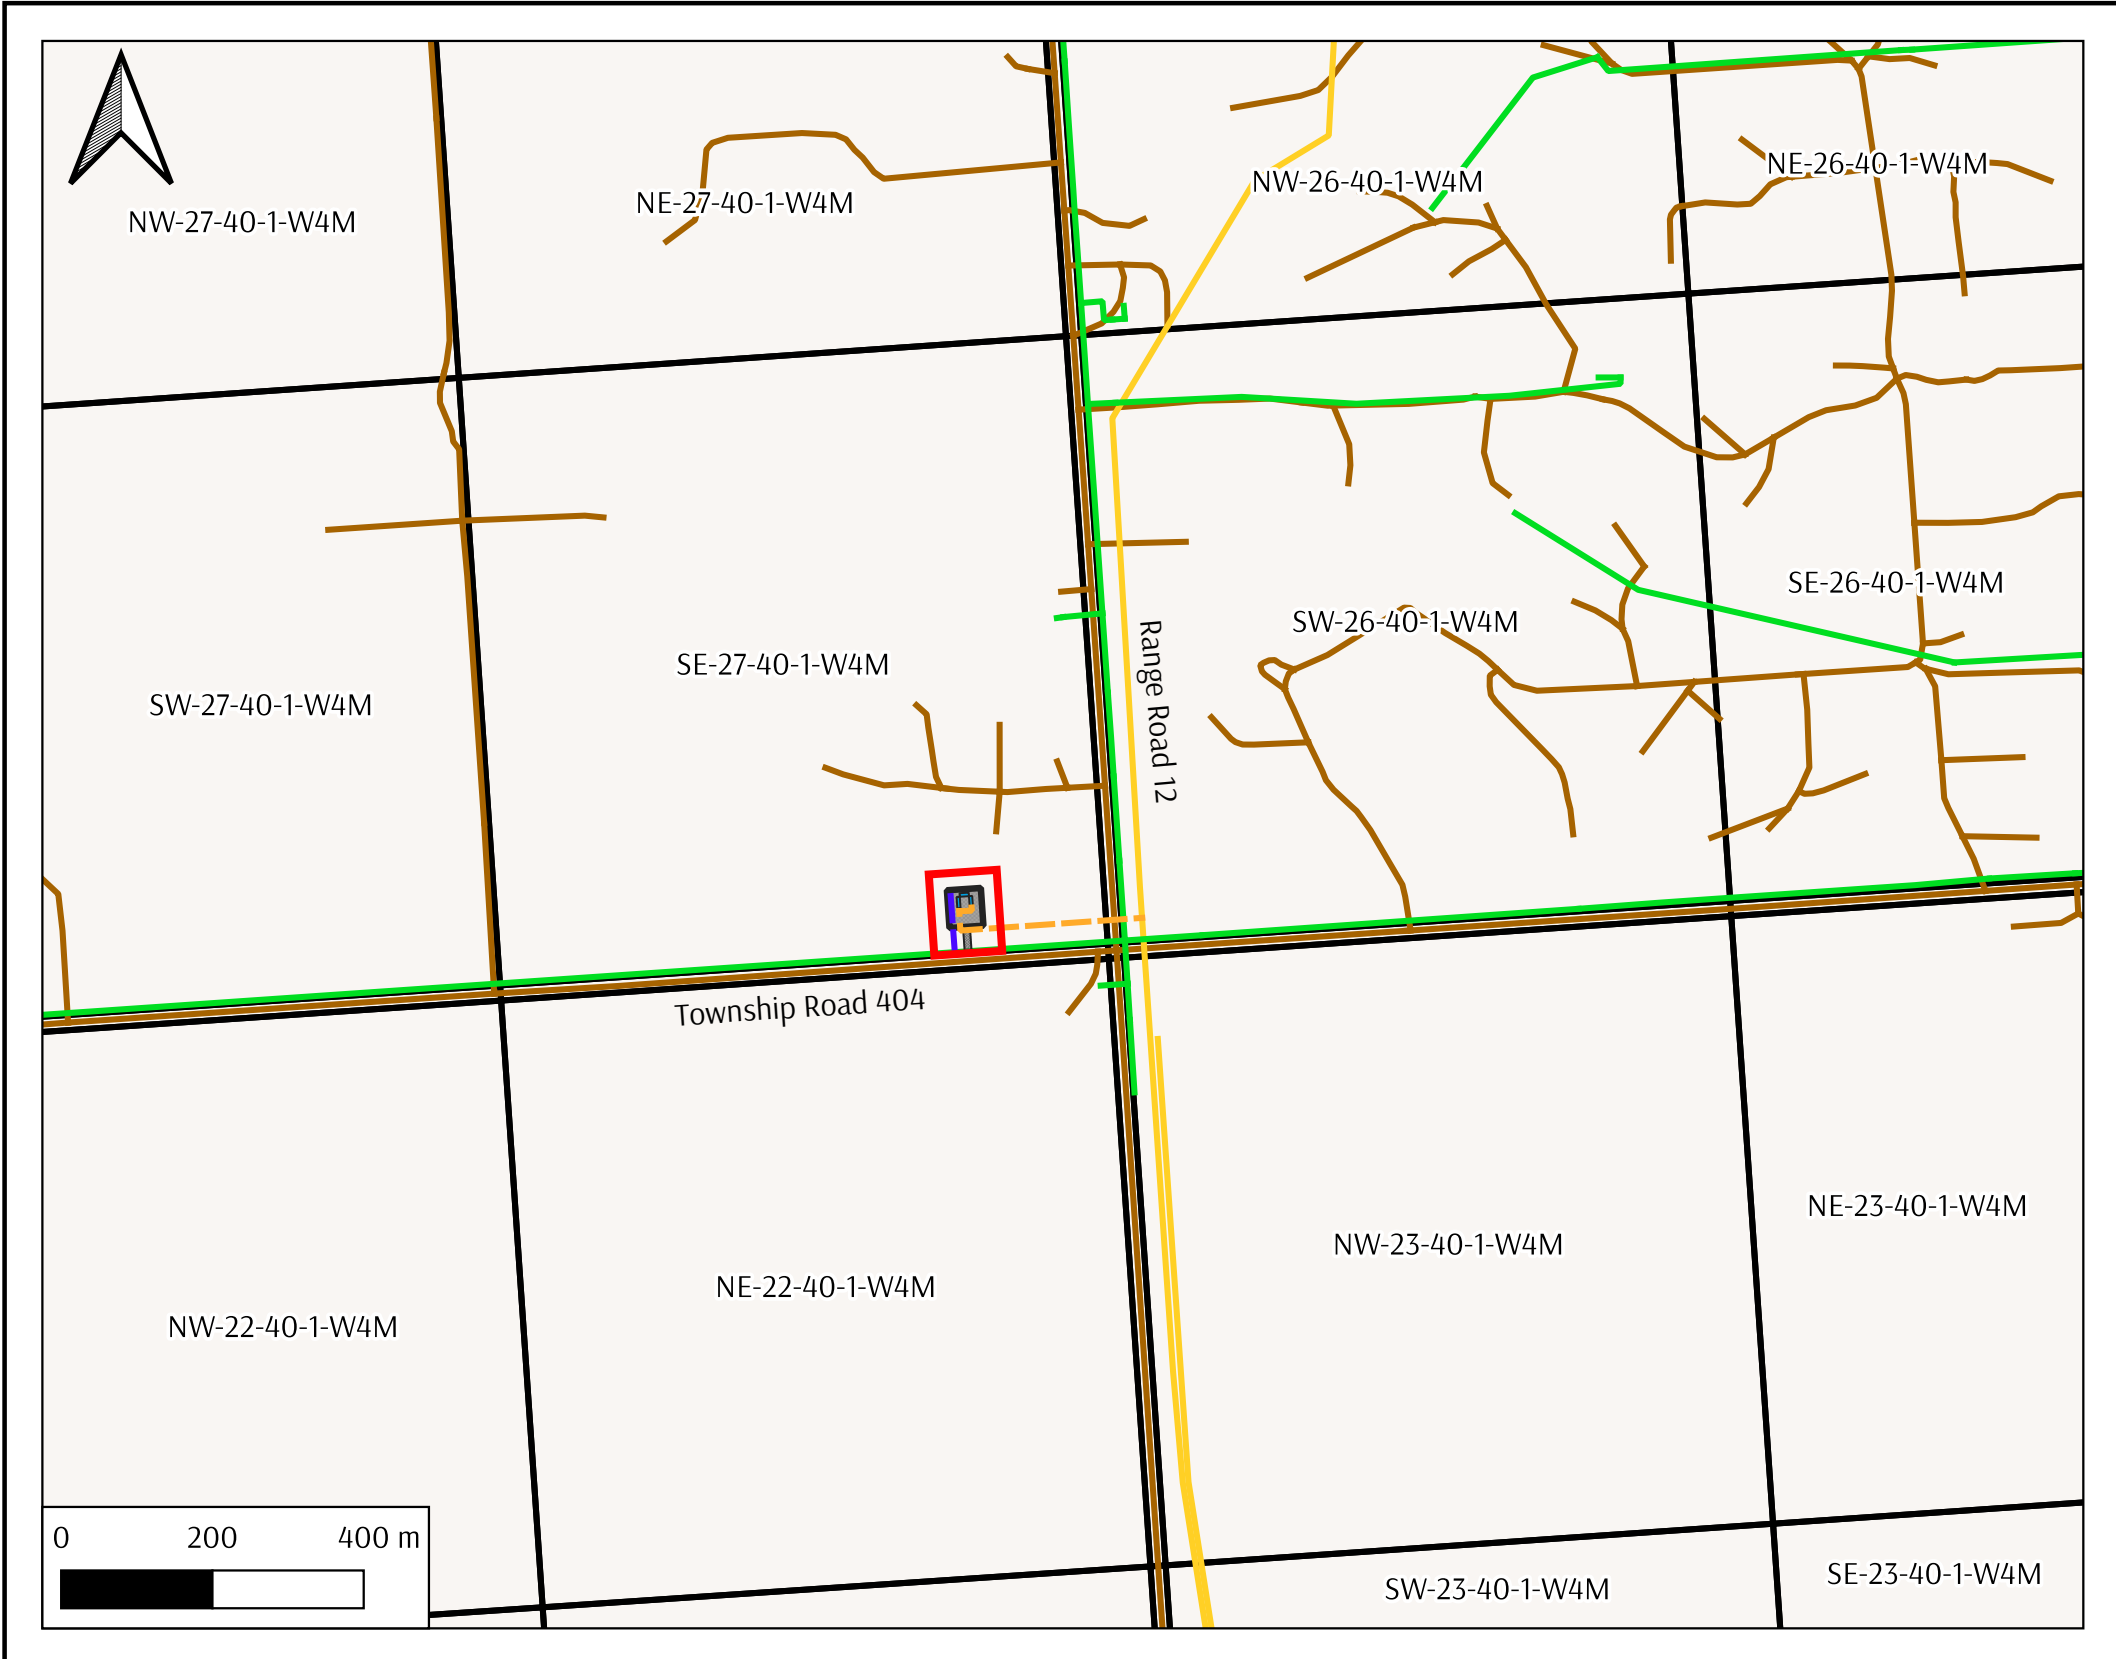 NE-26-40-1-W4M
NW-26-40-1-W4M
NE-27-40-1-W4M
NW-27-40-1-W4M
SE-26-40-1-W4M
SW-26-40-1-W4M
SE-27-40-1-W4M
SW-27-40-1-W4M
Range Road 12
Township Road 404
NE-23-40-1-W4M
NW-23-40-1-W4M
NE-22-40-1-W4M
NW-22-40-1-W4M
0 200 400 m
SE-23-40-1-W4M
SW-23-40-1-W4M